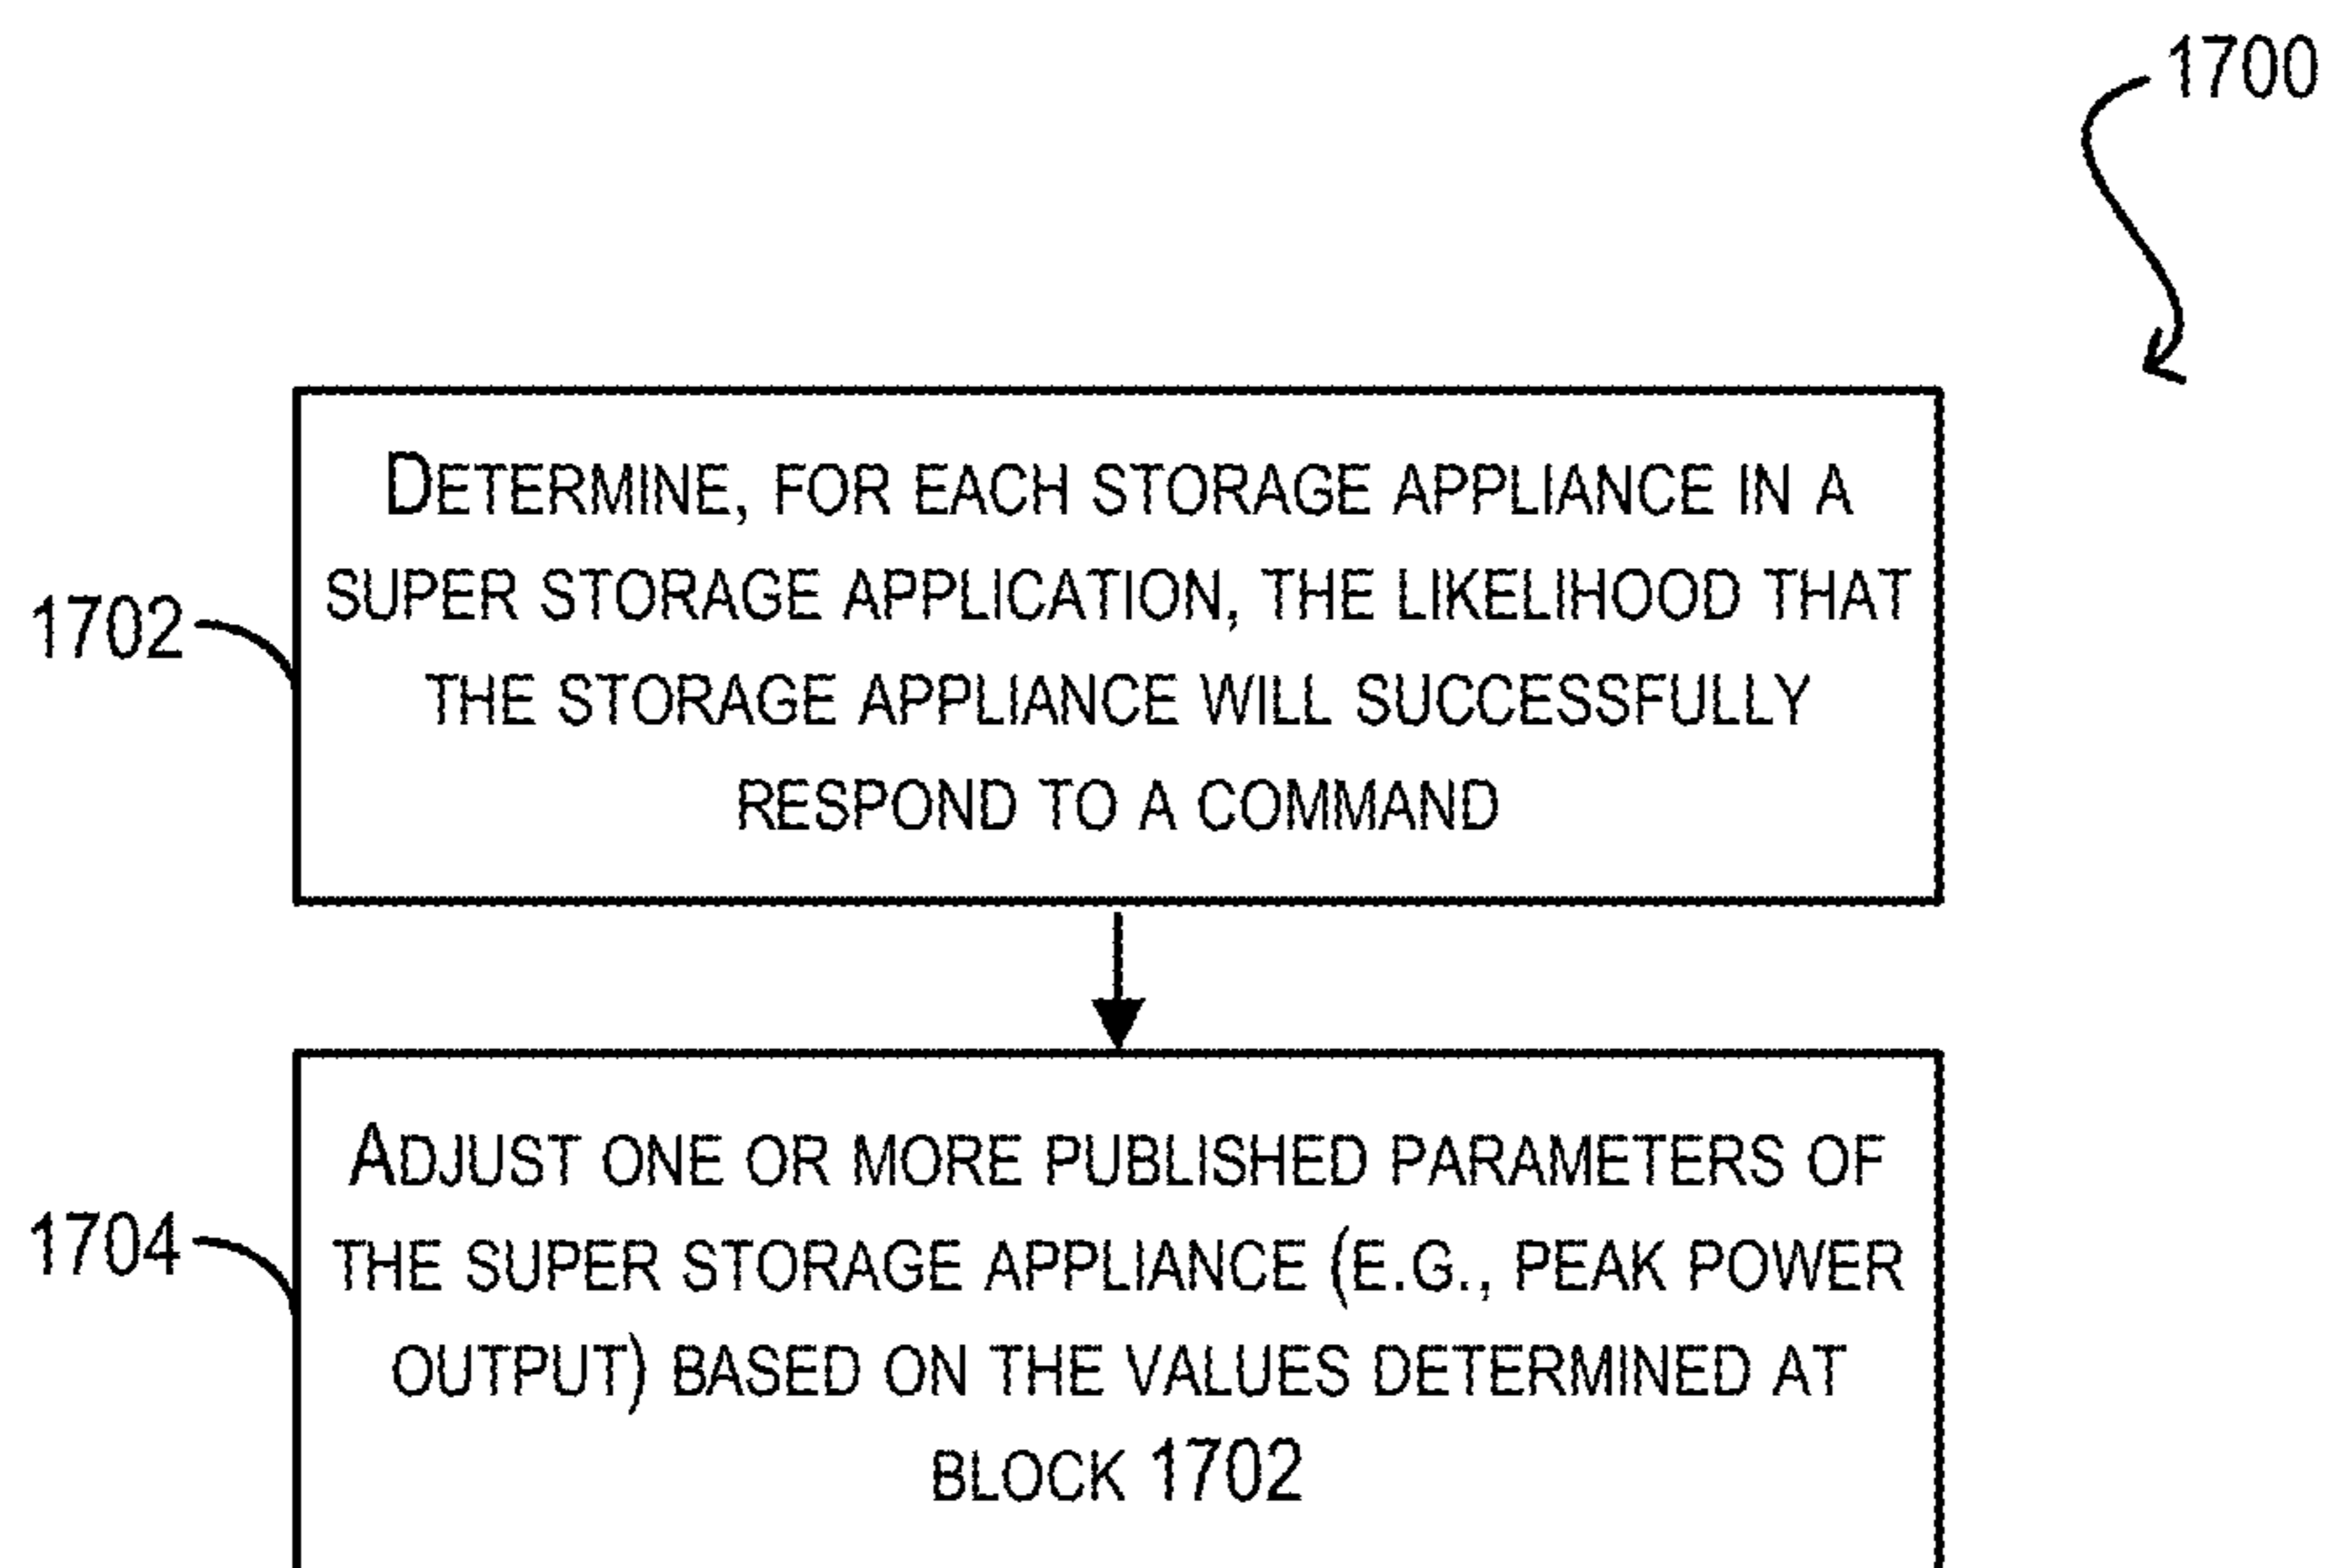 1700
DETERMINE, FOR EACH STORAGE APPLIANCE IN A
SUPER STORAGE APPLICATION, THE LIKELIHOOD THAT
1702
THE STORAGE APPLIANCE WILL SUCCESSFULLY
RESPOND TO A COMMAND
ADJUST ONE OR MORE PUBLISHED PARAMETERS OF
1704
THE SUPER STORAGE APPLIANCE (E.G., PEAK POWER
OUTPUT) BASED ON THE VALUES DETERMINED AT
BLOCK 1702